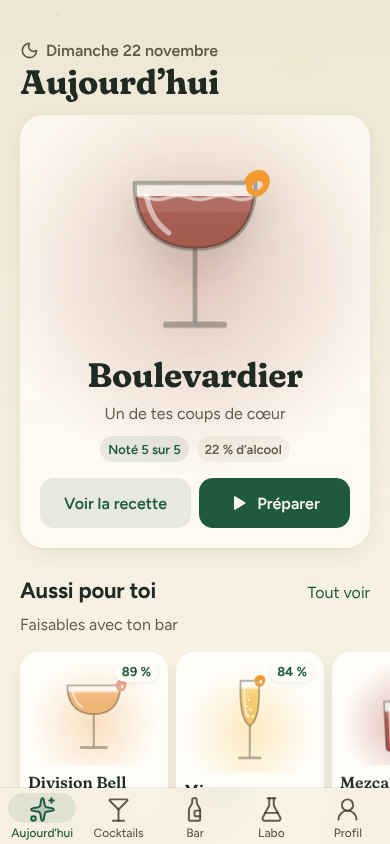 Dimanche 22 novembre
Aujourd’hui
Boulevardier
Un de tes coups de cœur
Noté 5 sur 5
22 % d’alcool
Voir la recette
Préparer
Aussi pour toi
Tout voir
Faisables avec ton bar
89 %
84 %
Division Bell
Aujourd’hui
Cocktails
Bar
Labo
Profil